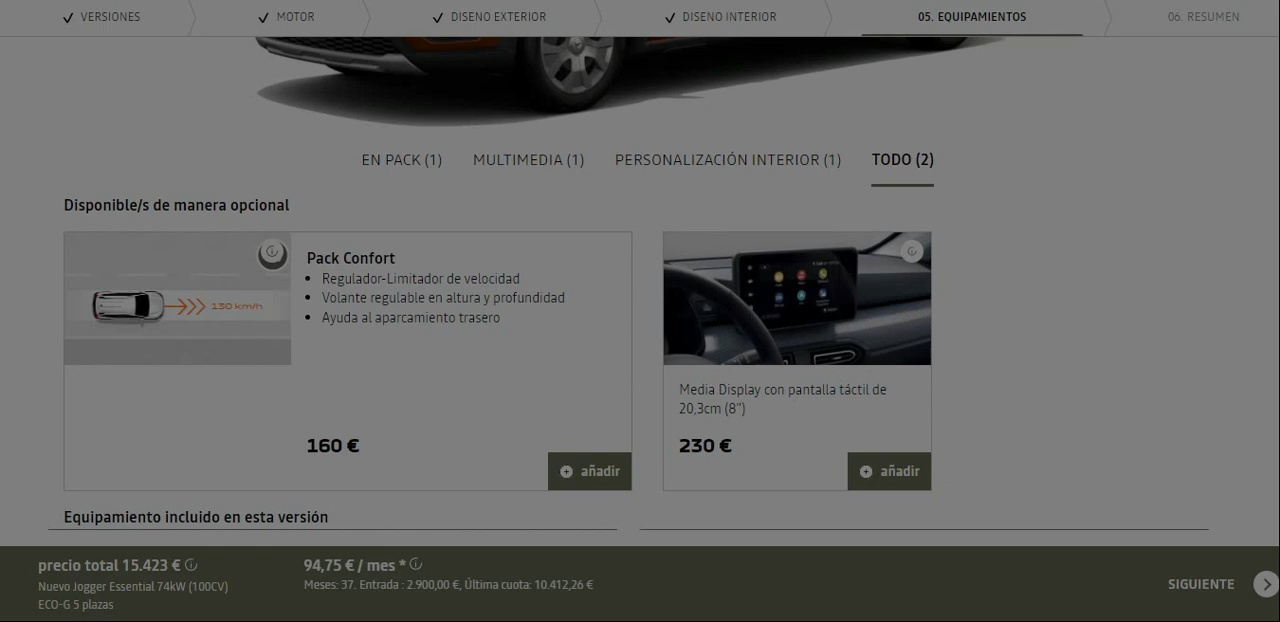 VERSIONES
MOTOR
DISENO EXTERIOR
DISENO INTERIOR
05. EQUIPAMIENTOS
06. RESUMEN
EN PACK (1)
MULTIMEDIA (1)
PERSONALIZACIÓN INTERIOR (1)
TODO (2)
Disponible/s de manera opcional
130 km/h
Pack Confort
Regulador-Limitador de velocidad
Volante regulable en altura y profundidad
Ayuda al aparcamiento trasero
160 €
añadir
Media Display con pantalla táctil de
20,3cm (8")
230 €
añadir
Equipamiento incluido en esta versión
precio total 15.423 €
Nuevo Jogger Essential 74kW (100CV)
ECO-G 5 plazas
94,75 € / mes *
Meses: 37. Entrada : 2.900,00 €, Última cuota: 10.412,26 €
SIGUIENTE